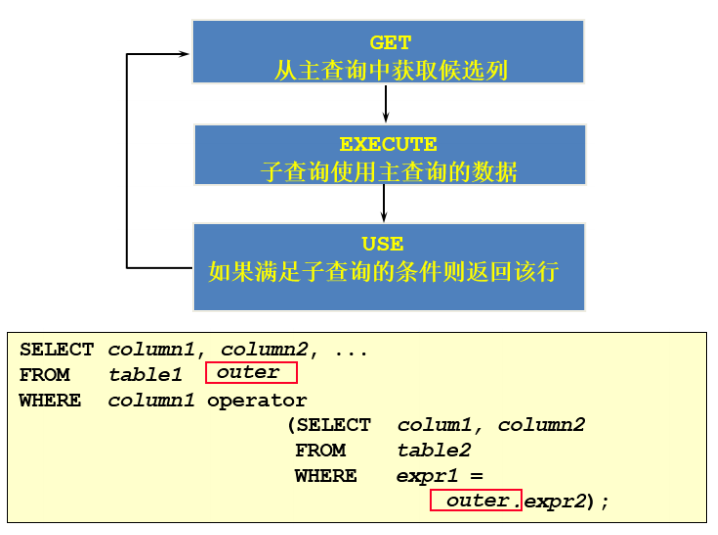 GET
从主查询中获取候选列
EXECUTE
子查询使用主查询的数据
USE
如果满足子查询的条件则返回该行
SELECT column1, column2, ...
FROM table1 outer
WHERE column1 operator
(SELECT colum1, column2
FROM table2
WHERE expr1 =
outer.expr2);